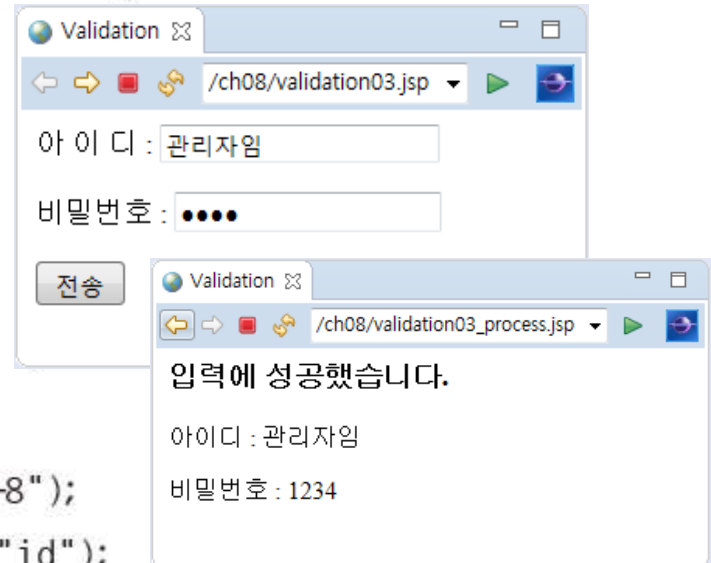 Validation
/ch08/validation03.jsp
아 이 디 : 관리자임
비밀번호 : ●●●●
전송
Validation
/ch08/validation03_process.jsp
입력에 성공했습니다.
아이디 : 관리자임
비밀번호 : 1234
-8");
"id");